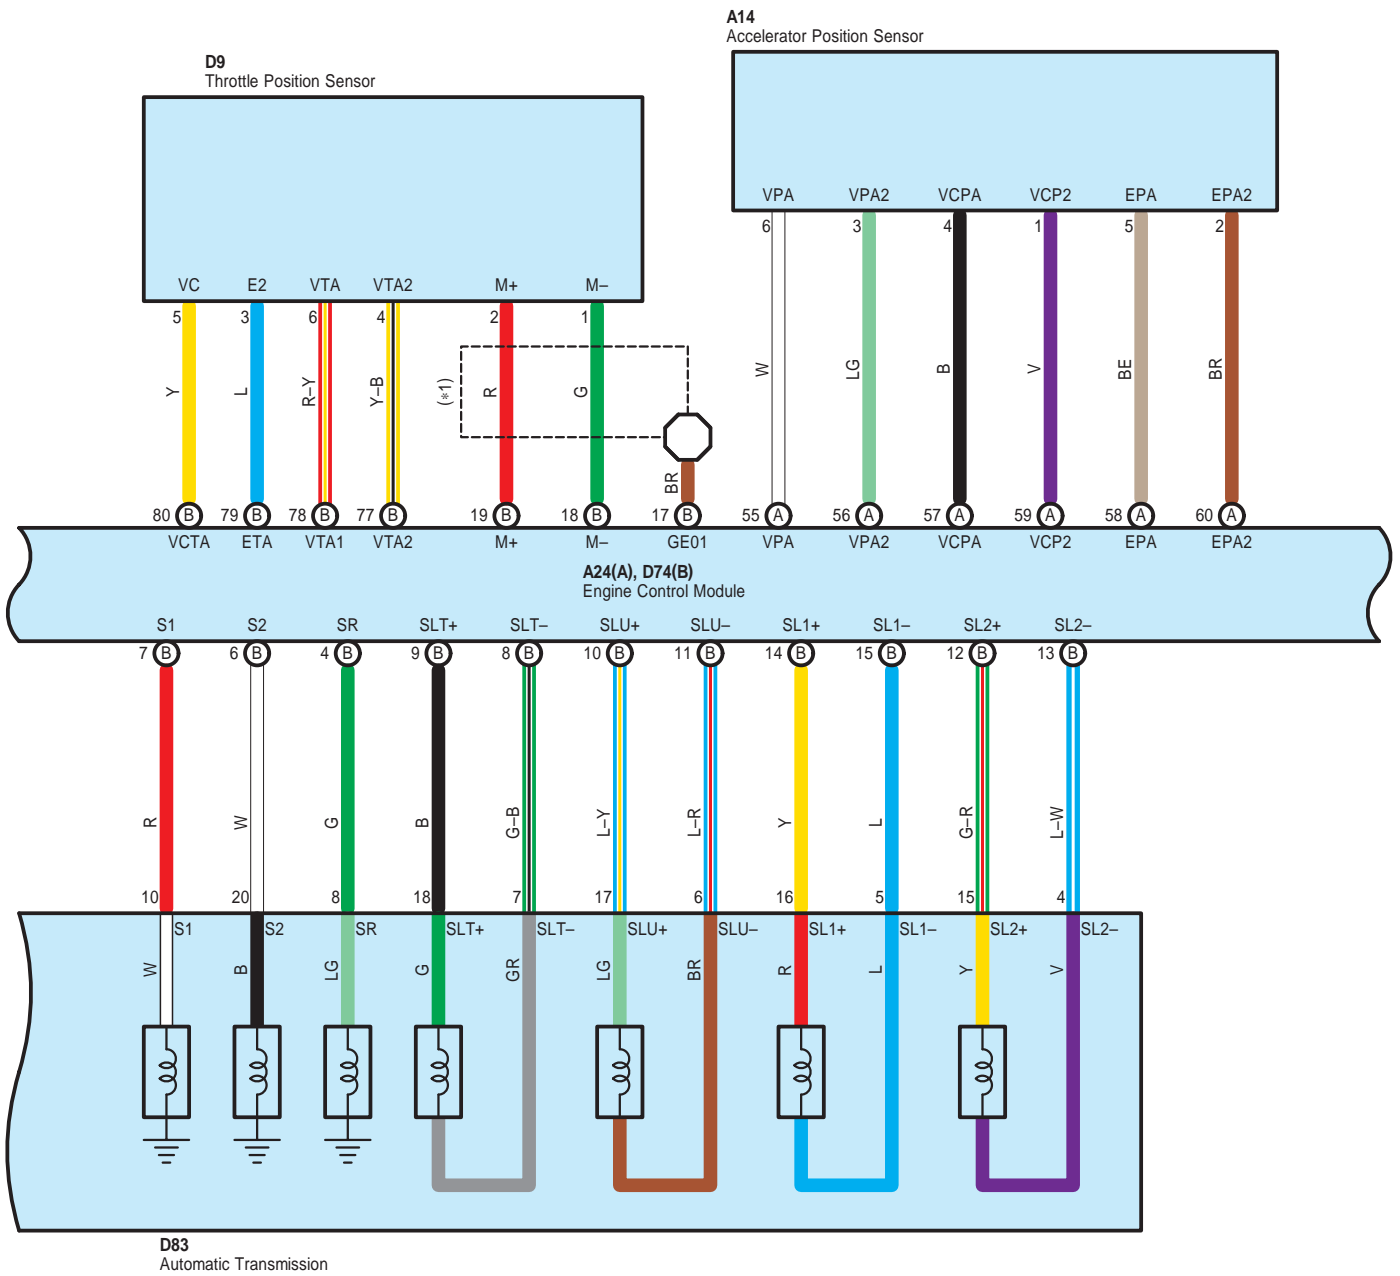 A14
Accelerator Position Sensor
D9
Throttle Position Sensor
VPA VPA2 VCPA VCP2 EPA EPA2
6 3 4 1 5 2
VC E2 VTA VTA2 M+ M–
5 3 6 4 2 1
Y L R–Y Y–B (*1) R G W LG B V BE BR
BR
80 B 79 B 78 B 77 B 19 B 18 B 17 B 55 A 56 A 57 A 59 A 58 A 60 A
VCTA ETA VTA1 VTA2 M+ M– GE01 VPA VPA2 VCPA VCP2 EPA EPA2
A24(A), D74(B)
Engine Control Module
S1 S2 SR SLT+ SLT– SLU+ SLU– SL1+ SL1– SL2+ SL2–
7 B 6 B 4 B 9 B 8 B 10 B 11 B 14 B 15 B 12 B 13 B
R W G B G–B L–Y L–R Y L G–R L–W
10 20 8 18 7 17 6 16 5 15 4
S1 S2 SR SLT+ SLT– SLU+ SLU– SL1+ SL1– SL2+ SL2–
W B LG G GR LG BR R L Y V
D83
Automatic Transmission